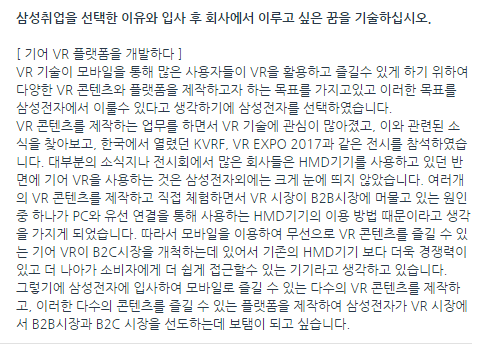 삼성취업을 선택한 이유와 입사 후 회사에서 이루고 싶은 꿈을 기술하십시오.
[ 기어 VR 플랫폼을 개발하다 ]
VR 기술이 모바일을 통해 많은 사용자들이 VR을 활용하고 즐길수 있게 하기 위하여
다양한 VR 콘텐츠와 플랫폼을 제작하고자 하는 목표를 가지고있고 이러한 목표를
삼성전자에서 이룰수 있다고 생각하기에 삼성전자를 선택하였습니다.
VR 콘텐츠를 제작하는 업무를 하면서 VR 기술에 관심이 많아졌고, 이와 관련된 소
식을 찾아보고, 한국에서 열렸던 KVRF, VR EXPO 2017과 같은 전시를 참석하였습니
다. 대부분의 소식지나 전시회에서 많은 회사들은 HMD기기를 사용하고 있던 반
면에 기어 VR을 사용하는 것은 삼성전자외에는 크게 눈에 띄지 않았습니다. 여러개
의 VR 콘텐츠를 제작하고 직접 체험하면서 VR 시장이 B2B시장에 머물고 있는 원인
중 하나가 PC와 유선 연결을 통해 사용하는 HMD기기의 이용 방법 때문이라고 생각
을 가지게 되었습니다. 따라서 모바일을 이용하여 무선으로 VR 콘텐츠를 즐길 수 있
는 기어 VR이 B2C시장을 개척하는데 있어서 기존의 HMD기기 보다 더욱 경쟁력이
있고 더 나아가 소비자에게 더 쉽게 접근할수 있는 기기라고 생각하고 있습니다.
그렇기에 삼성전자에 입사하여 모바일로 즐길 수 있는 다수의 VR 콘텐츠를 제작하
고, 이러한 다수의 콘텐츠를 즐길 수 있는 플랫폼을 제작하여 삼성전자가 VR 시장에
서 B2B시장과 B2C 시장을 선도하는데 보탬이 되고 싶습니다.